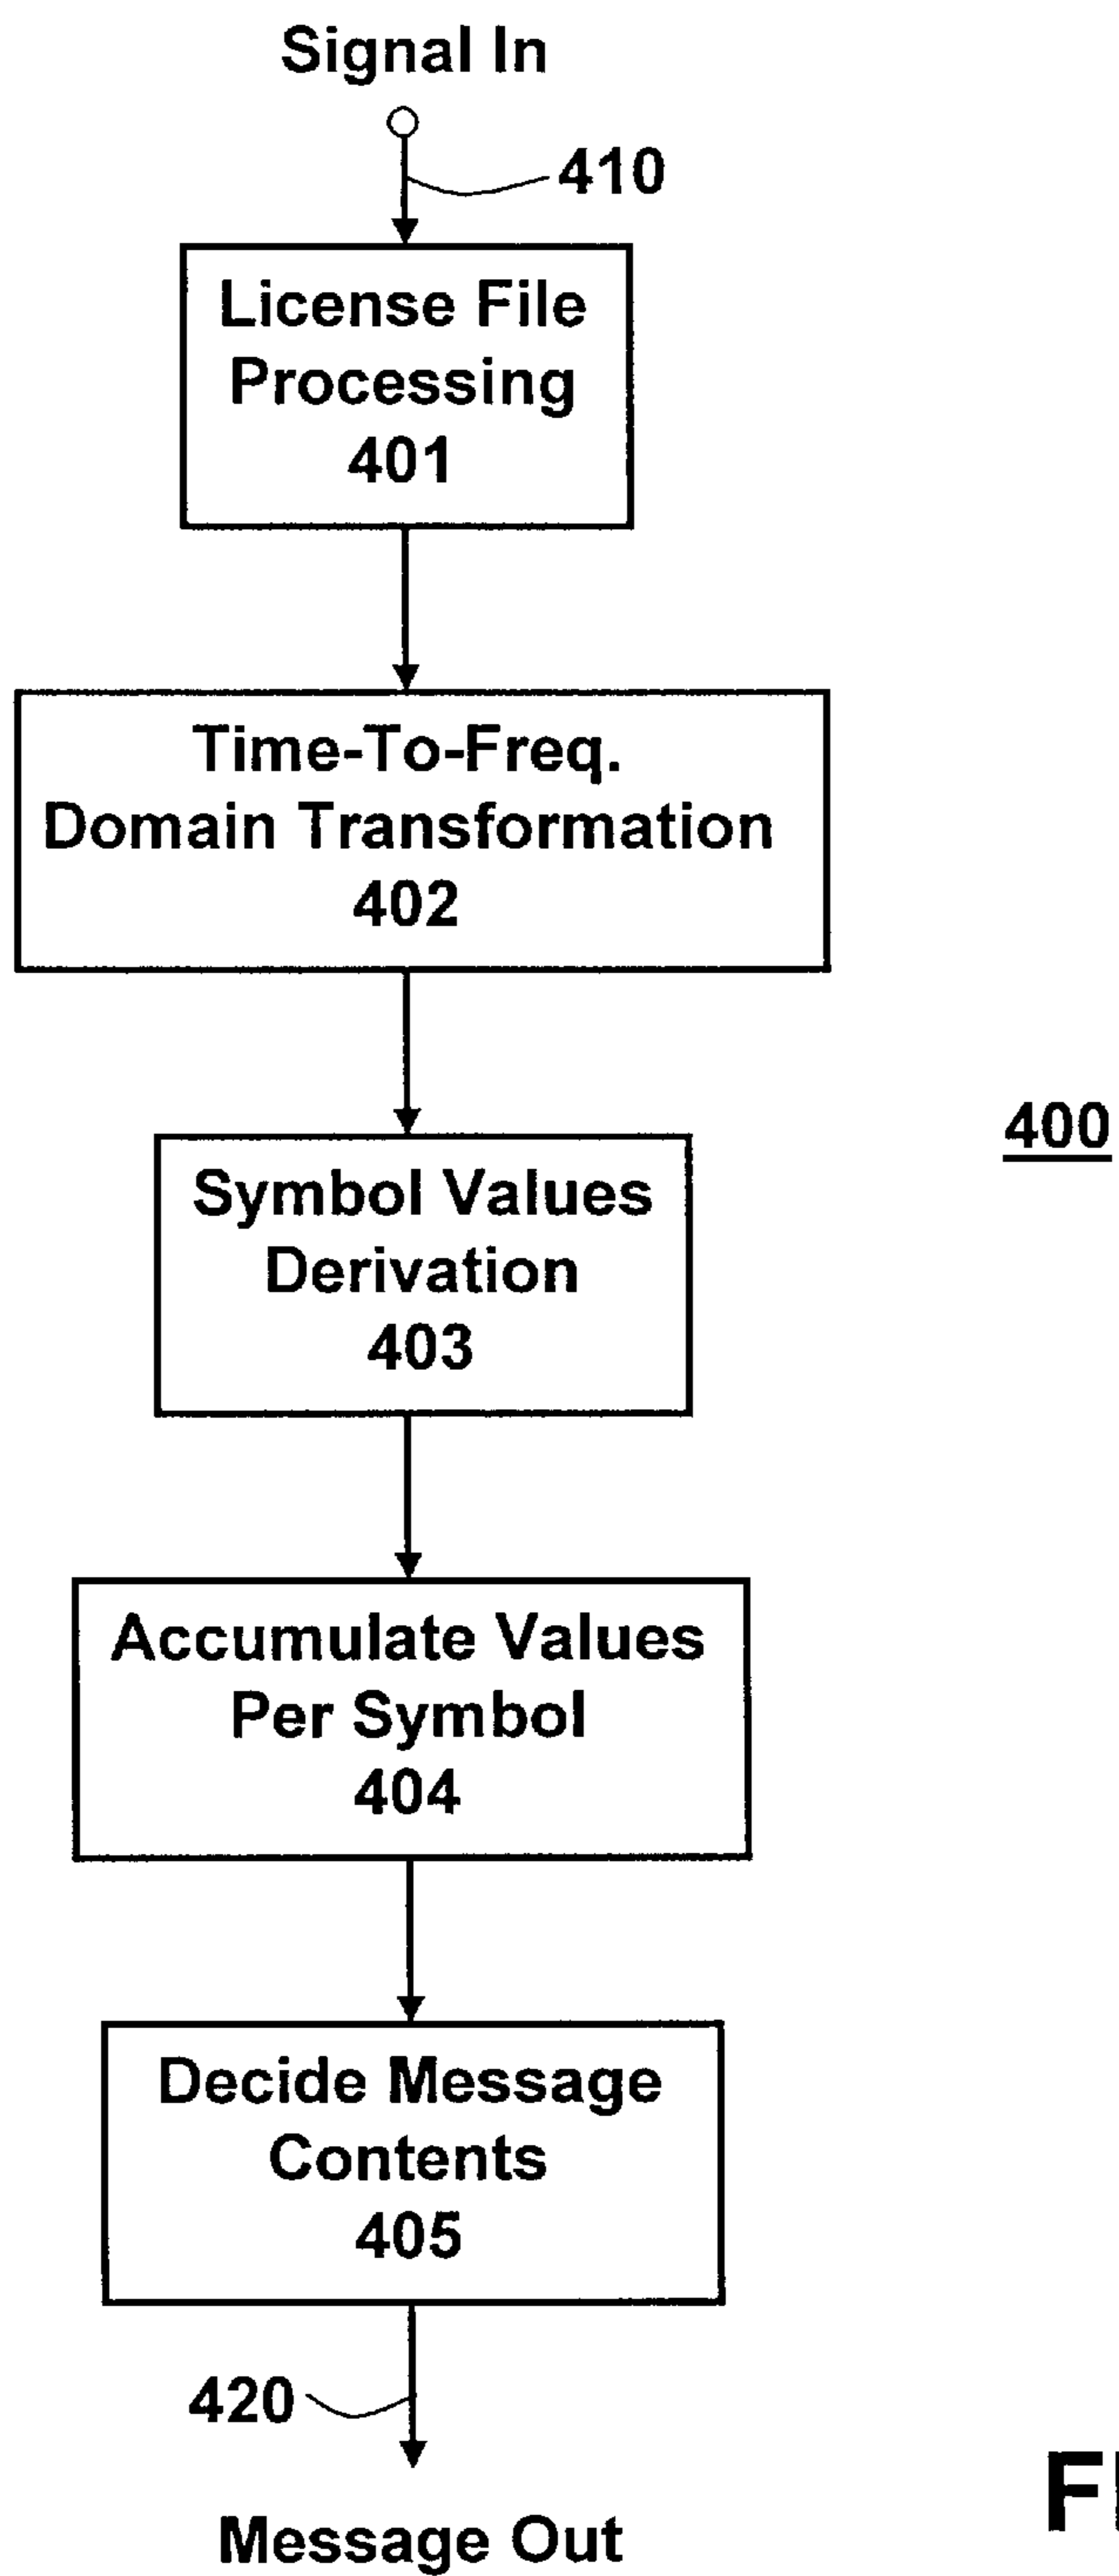 Signal In
410
License File
Processing
401
Time-To-Freq.
Domain Transformation
402
400
Symbol Values
Derivation
403
Accumulate Values
Per Symbol
404
Decide Message
Contents
405
420
Message Out